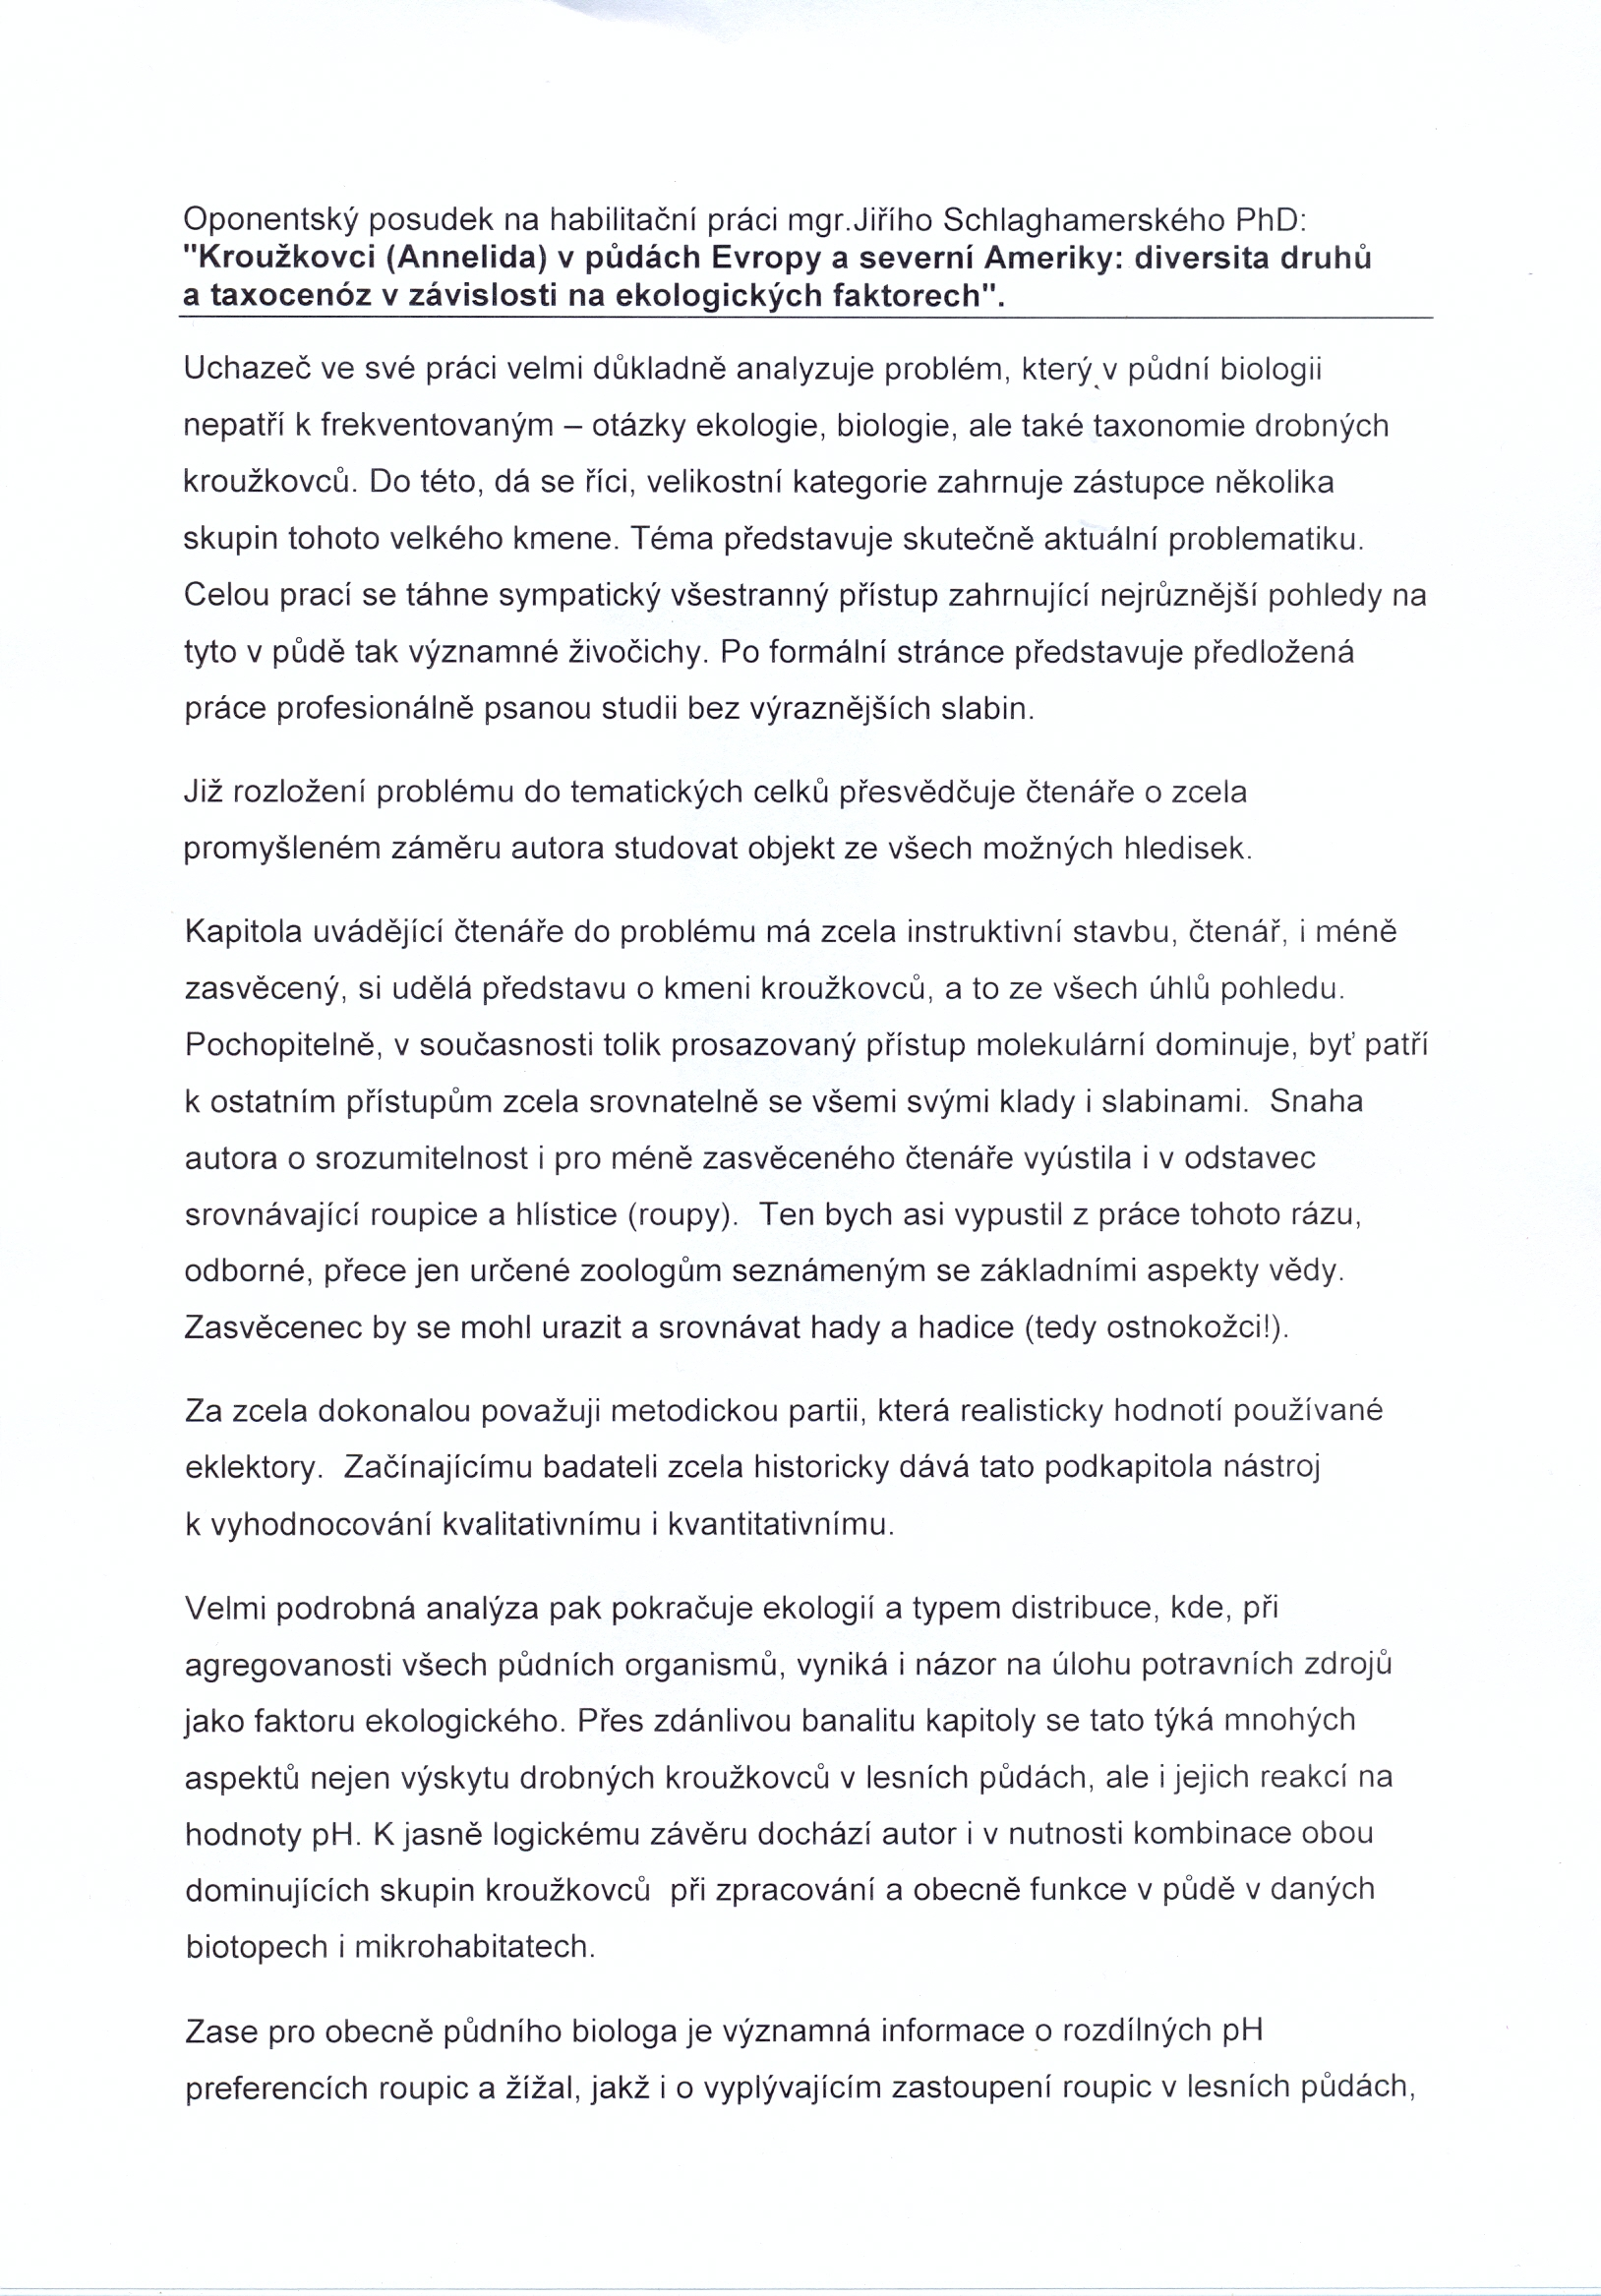 Oponentský posudek na habilitační práci mgr.Jiřího Schlaghamerského PhD:
"Kroužkovci (Annelida) v půdách Evropy a severní Ameriky: diversita druhů
a taxocenóz v závislosti na ekologických faktorech".
Uchazeč ve své práci velmi důkladně analyzuje problém, který v půdní biologii
nepatří k frekventovaným – otázky ekologie, biologie, ale také taxonomie drobných
kroužkovců. Do této, dá se říci, velikostní kategorie zahrnuje zástupce několika
skupin tohoto velkého kmene. Téma představuje skutečně aktuální problematiku.
Celou prací se táhne sympatický všestranný přístup zahrnující nejrůznější pohledy na
tyto v půdě tak významné živočichy. Po formální stránce představuje předložená
práce profesionálně psanou studii bez výraznějších slabin.
Již rozložení problému do tematických celků přesvědčuje čtenáře o zcela
promyšleném záměru autora studovat objekt ze všech možných hledisek.
Kapitola uvádějící čtenáře do problému má zcela instruktivní stavbu, čtenář, i méně
zasvěcený, si udělá představu o kmeni kroužkovců, a to ze všech úhlů pohledu.
Pochopitelně, v současnosti tolik prosazovaný přístup molekulární dominuje, byť patří
k ostatním přístupům zcela srovnatelně se všemi svými klady i slabinami.  Snaha
autora o srozumitelnost i pro méně zasvěceného čtenáře vyústila i v odstavec
srovnávající roupice a hlístice (roupy).  Ten bych asi vypustil z práce tohoto rázu,
odborné, přece jen určené zoologům seznámeným se základními aspekty vědy.
Zasvěcenec by se mohl urazit a srovnávat hady a hadice (tedy ostnokožci!).
Za zcela dokonalou považuji metodickou partii, která realisticky hodnotí používané
eklektory.  Začínajícímu badateli zcela historicky dává tato podkapitola nástroj
k vyhodnocování kvalitativnímu i kvantitativnímu.
Velmi podrobná analýza pak pokračuje ekologií a typem distribuce, kde, při
agregovanosti všech půdních organismů, vyniká i názor na úlohu potravních zdrojů
jako faktoru ekologického. Přes zdánlivou banalitu kapitoly se tato týká mnohých
aspektů nejen výskytu drobných kroužkovců v lesních půdách, ale i jejich reakcí na
hodnoty pH. K jasně logickému závěru dochází autor i v nutnosti kombinace obou
dominujících skupin kroužkovců  při zpracování a obecně funkce v půdě v daných
biotopech i mikrohabitatech.
Zase pro obecně půdního biologa je významná informace o rozdílných pH
preferencích roupic a žížal, jakž i o vyplývajícím zastoupení roupic v lesních půdách,